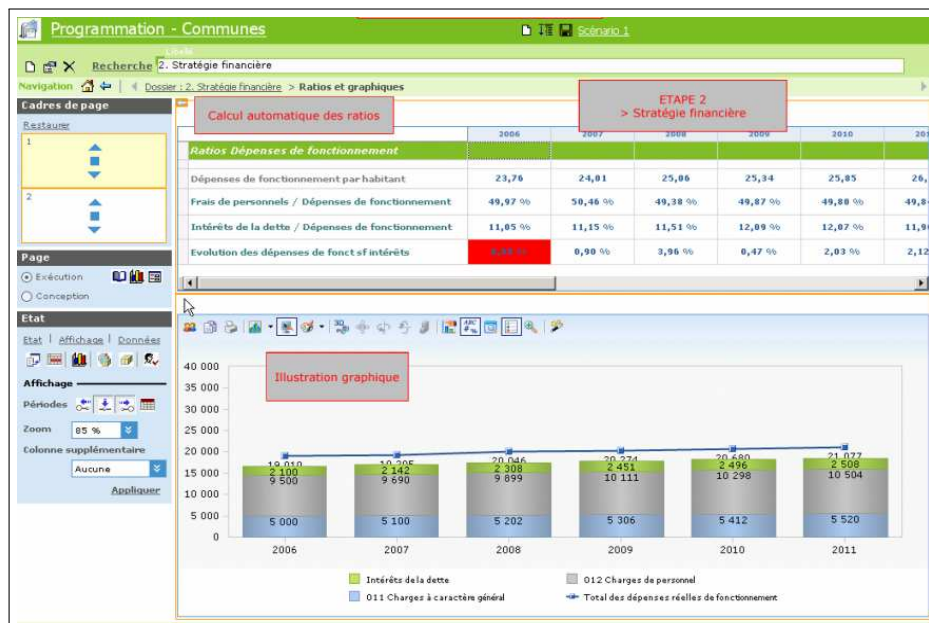 Programmation - Communes
Scénario 1
Recherche 2. Stratégie financière
Navigation Dossier : 2. Stratégie financière > Ratios et graphiques
Cadres de page
Restaurer
1
2
Page
Exécution
Conception
Etat
Etat | Affichage | Données
Affichage
Périodes
Zoom 85 %
Colonne supplémentaire
Aucune
Appliquer
Calcul automatique des ratios
ETAPE 2
> Stratégie financière
2006 2007 2008 2009 2010
Ratios Dépenses de fonctionnement
Dépenses de fonctionnement par habitant 23,76 24,01 25,06 25,34 25,85 26,
Frais de personnels / Dépenses de fonctionnement 49,97 % 50,46 % 49,38 % 49,87 % 49,80 % 49,8
Intérêts de la dette / Dépenses de fonctionnement 11,05 % 11,15 % 11,51 % 12,09 % 12,07 % 11,9
Evolution des dépenses de fonct sf intérêts 0,90 % 3,96 % 0,47 % 2,03 % 2,12
Illustration graphique
40 000
35 000
30 000
25 000
20 000
15 000
10 000
5 000
0
19 010 20 046 20 274 20 680 21 077
2 100 2 142 2 308 2 451 2 496 2 508
9 500 9 690 9 899 10 111 10 298 10 504
5 000 5 100 5 202 5 306 5 412 5 520
2006 2007 2008 2009 2010 2011
Intérêts de la dette 012 Charges de personnel
011 Charges à caractère général Total des dépenses réelles de fonctionnement